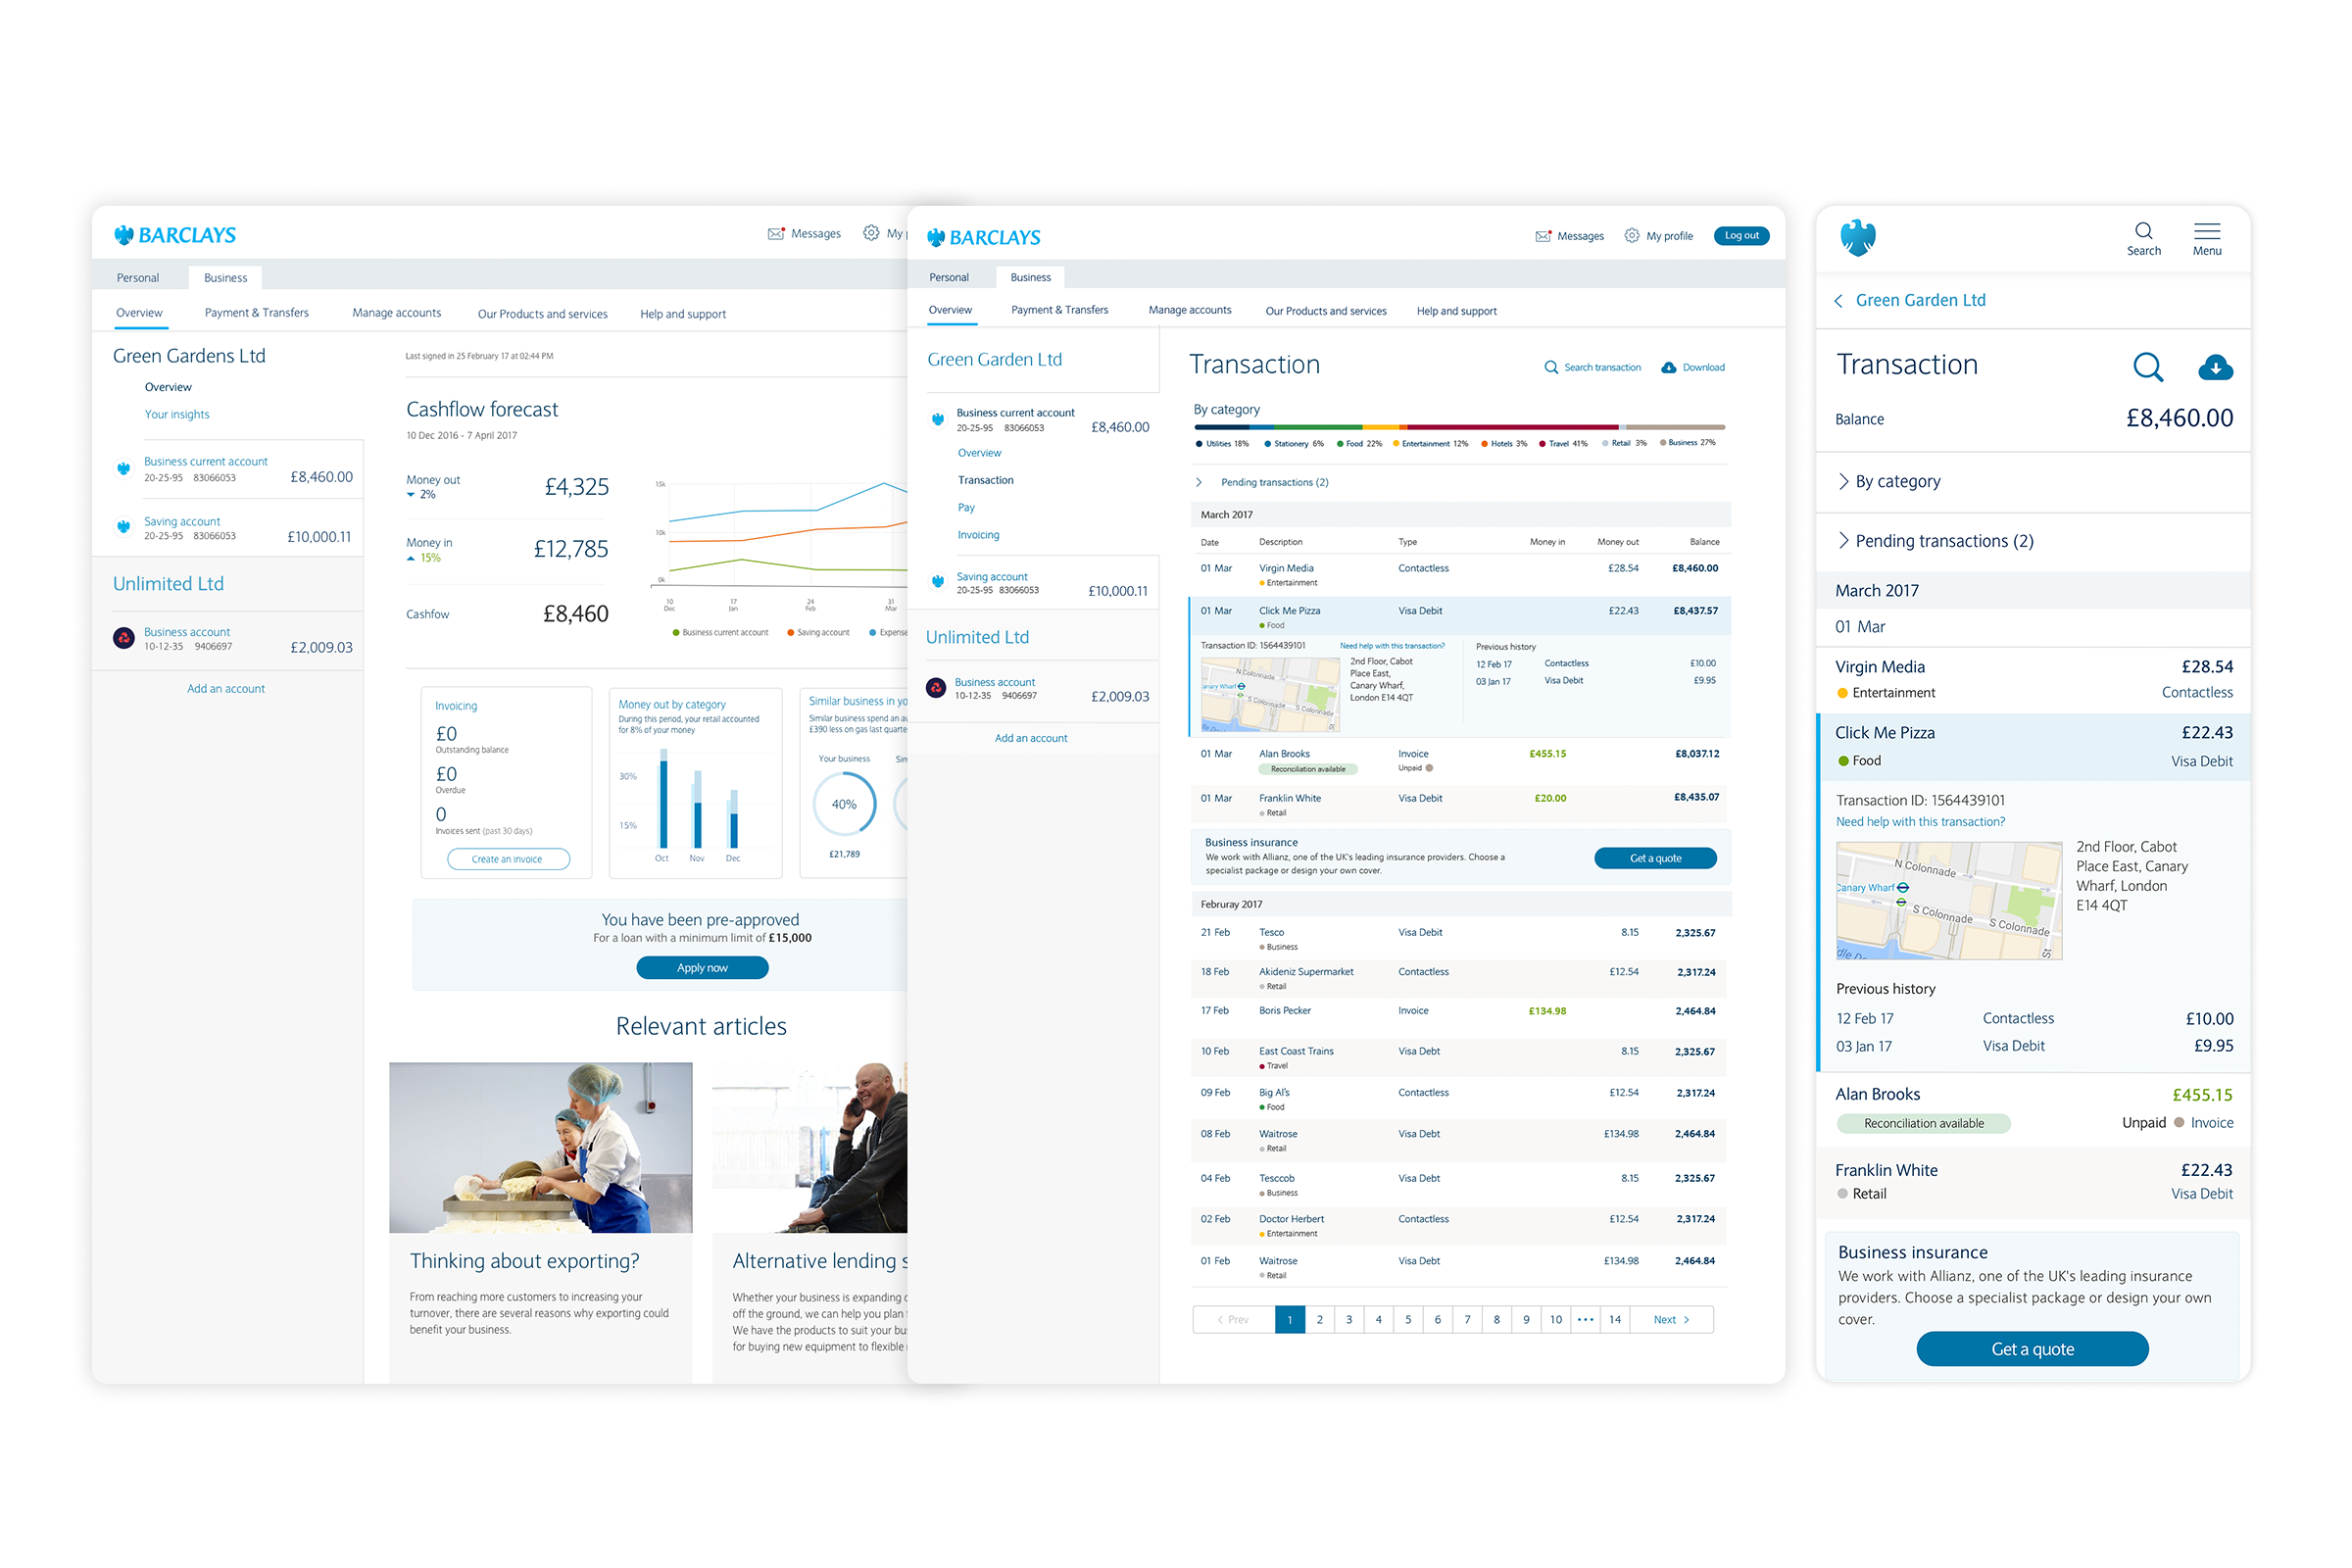 BARCLAYS
Messages
My p
Personal
Business
Overview
Payment & Transfers
Manage accounts
Our Products and services
Help and support
Green Gardens Ltd
Overview
Your insights
Business current account
20-25-95 83066053
£8,460.00
Saving account
20-25-95 83066053
£10,000.11
Unlimited Ltd
Business account
10-12-35 9406697
£2,009.03
Add an account
Last signed in 25 February 17 at 02:44 PM
Cashflow forecast
10 Dec 2016 - 7 April 2017
Money out
2%
£4,325
Money in
15%
£12,785
Cashfow
£8,460
15k
10k
0k
10 Dec
17 Jan
24 Feb
31 Mar
Business current account
Saving account
Expense
Invoicing
£0
Outstanding balance
£0
Overdue
0
Invoices sent (past 30 days)
Create an invoice
Money out by category
During this period, your retail accounted
for 8% of your money
30%
15%
Oct
Nov
Dec
Similar business in yo
Similar business spend an av
£390 less on gas last quarte
Your business
Sim
40%
£21,789
You have been pre-approved
For a loan with a minimum limit of £15,000
Apply now
Relevant articles
Thinking about exporting?
From reaching more customers to increasing your
turnover, there are several reasons why exporting could
benefit your business.
Alternative lending s
Whether your business is expanding
off the ground, we can help you plan
We have the products to suit your bus
for buying new equipment to flexible
BARCLAYS
Messages
My profile
Log out
Personal
Business
Overview
Payment & Transfers
Manage accounts
Our Products and services
Help and support
Green Garden Ltd
Business current account
20-25-95 83066053
£8,460.00
Overview
Transaction
Pay
Invoicing
Saving account
20-25-95 83066053
£10,000.11
Unlimited Ltd
Business account
10-12-35 9406697
£2,009.03
Add an account
Transaction
Search transaction
Download
By category
Utilities 18%
Stationery 6%
Food 22%
Entertainment 12%
Hotels 3%
Travel 41%
Retail 3%
Business 27%
Pending transactions (2)
March 2017
Date Description Type Money in Money out Balance
01 Mar Virgin Media Contactless £28.54 £8,460.00
Entertainment
01 Mar Click Me Pizza Visa Debit £22.43 £8,437.57
Food
Transaction ID: 1564439101
Need help with this transaction?
N Colonnade
Canary Wharf
S Colonnade
S Colonnade
2nd Floor, Cabot
Place East,
Canary Wharf,
London E14 4QT
Previous history
12 Feb 17 Contactless £10.00
03 Jan 17 Visa Debit £9.95
01 Mar Alan Brooks Invoice £455.15 £8,037.12
Reconciliation available Unpaid
01 Mar Franklin White Visa Debit £20.00 £8,435.07
Retail
Business insurance
We work with Allianz, one of the UK's leading insurance providers. Choose a
specialist package or design your own cover.
Get a quote
Februray 2017
21 Feb Tesco Visa Debit 8.15 2,325.67
Business
18 Feb Akideniz Supermarket Contactless £12.54 2,317.24
Retail
17 Feb Boris Pecker Invoice £134.98 2,464.84
10 Feb East Coast Trains Visa Debt 8.15 2,325.67
Travel
09 Feb Big Al's Contactless £12.54 2,317.24
Food
08 Feb Waitrose Visa Debt £134.98 2,464.84
Retail
04 Feb Tesccob Visa Debt 8.15 2,325.67
Business
02 Feb Doctor Herbert Contactless £12.54 2,317.24
Entertainment
01 Feb Waitrose Visa Debt £134.98 2,464.84
Retail
Prev 1 2 3 4 5 6 7 8 9 10 ••• 14 Next
Search
Menu
Green Garden Ltd
Transaction
Balance
£8,460.00
By category
Pending transactions (2)
March 2017
01 Mar
Virgin Media £28.54
Entertainment Contactless
Click Me Pizza £22.43
Food Visa Debit
Transaction ID: 1564439101
Need help with this transaction?
N Colonnade
Canary Wharf
S Colonnade
S Colonnade
2nd Floor, Cabot
Place East, Canary
Wharf, London
E14 4QT
Previous history
12 Feb 17 Contactless £10.00
03 Jan 17 Visa Debit £9.95
Alan Brooks £455.15
Reconciliation available Unpaid Invoice
Franklin White £22.43
Retail Visa Debit
Business insurance
We work with Allianz, one of the UK's leading insurance
providers. Choose a specialist package or design your own
cover.
Get a quote